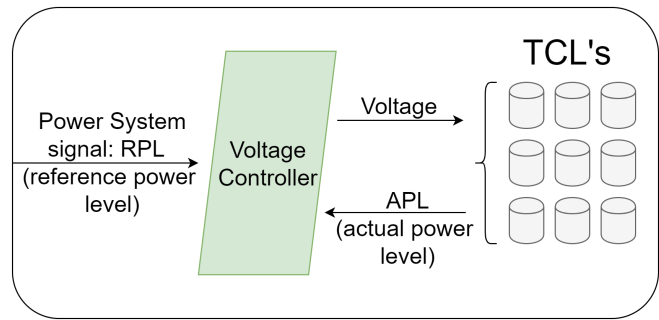 TCL's
Power System
signal: RPL
(reference power
level)
Voltage
Controller
Voltage
APL
(actual power
level)